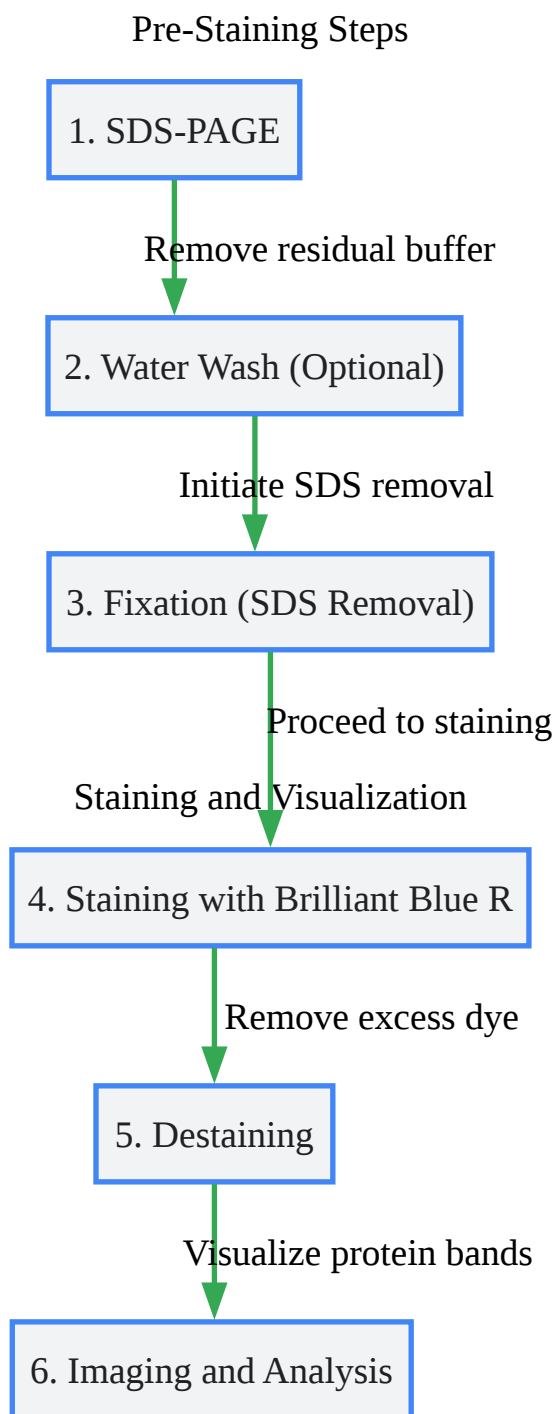 Pre-Staining Steps
1. SDS-PAGE
Remove residual buffer
2. Water Wash (Optional)
Initiate SDS removal
3. Fixation (SDS Removal)
Proceed to staining
Staining and Visualization
4. Staining with Brilliant Blue R
Remove excess dye
5. Destaining
Visualize protein bands
6. Imaging and Analysis